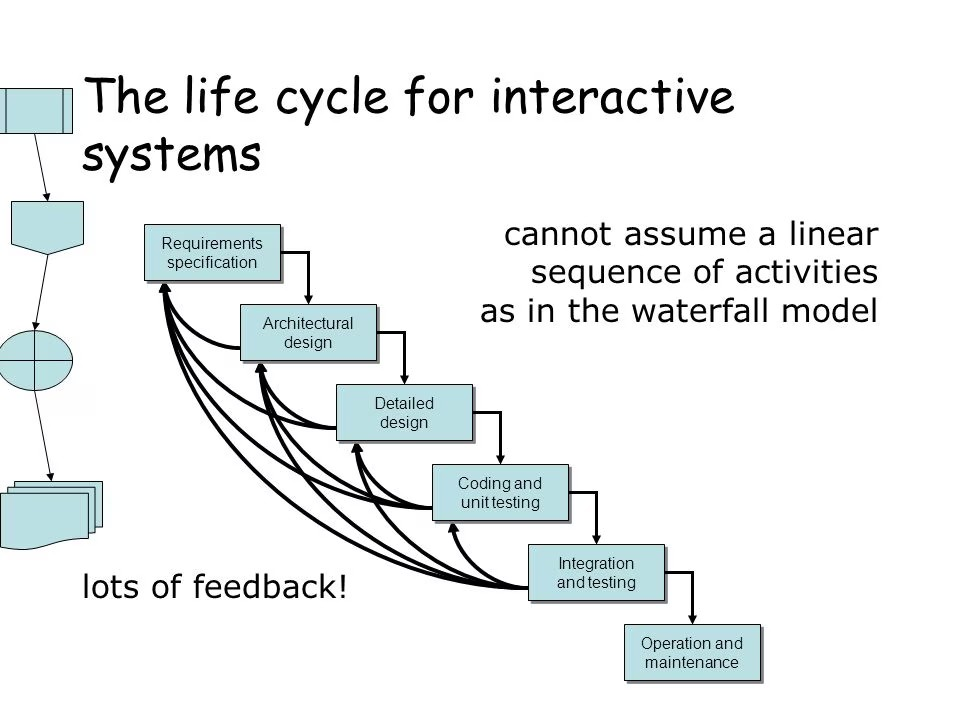 The life cycle for interactive
systems
cannot assume a linear
sequence of activities
as in the waterfall model
Requirements
specification
Architectural
design
Detailed
design
Coding and
unit testing
Integration
and testing
Operation and
maintenance
lots of feedback!